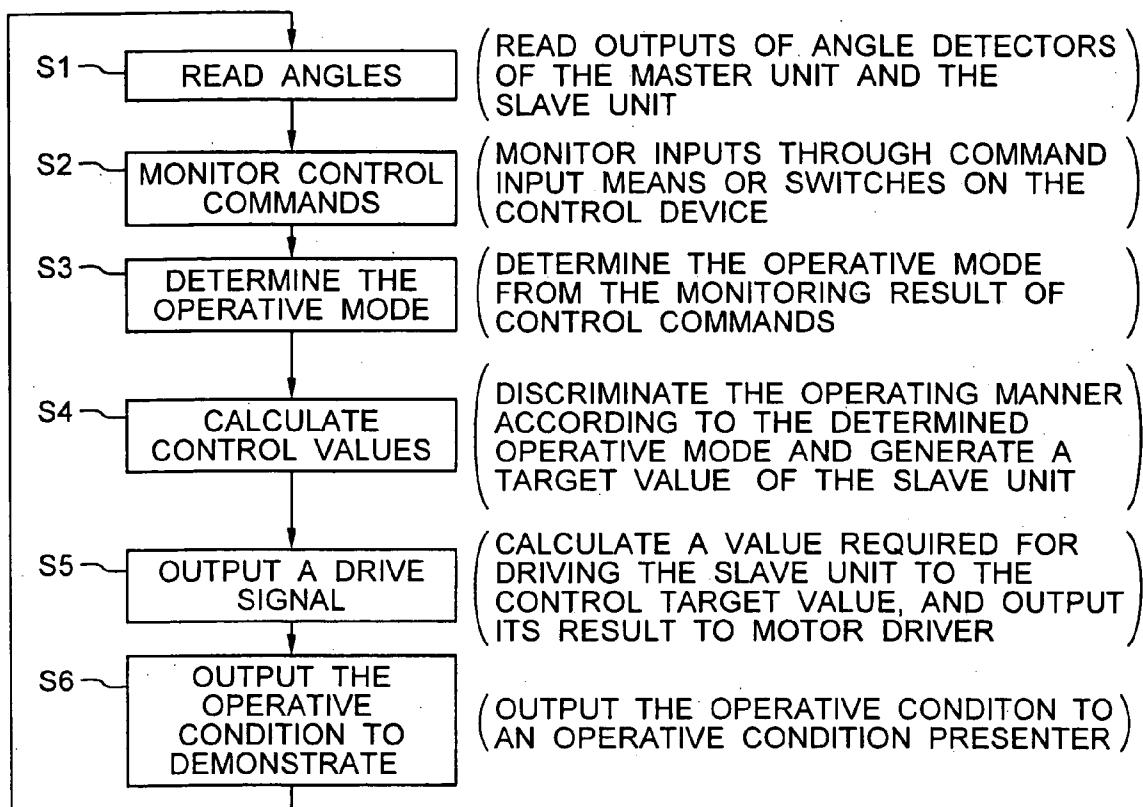 S1
READ ANGLES
READ OUTPUTS OF ANGLE DETECTORS
OF THE MASTER UNIT AND THE
SLAVE UNIT
S2
MONITOR CONTROL
COMMANDS
MONITOR INPUTS THROUGH COMMAND
INPUT MEANS OR SWITCHES ON THE
CONTROL DEVICE
S3
DETERMINE THE
OPERATIVE MODE
DETERMINE THE OPERATIVE MODE
FROM THE MONITORING RESULT OF
CONTROL COMMANDS
S4
CALCULATE
CONTROL VALUES
DISCRIMINATE THE OPERATING MANNER
ACCORDING TO THE DETERMINED
OPERATIVE MODE AND GENERATE A
TARGET VALUE OF THE SLAVE UNIT
S5
OUTPUT A DRIVE
SIGNAL
CALCULATE A VALUE REQUIRED FOR
DRIVING THE SLAVE UNIT TO THE
CONTROL TARGET VALUE, AND OUTPUT
ITS RESULT TO MOTOR DRIVER
S6
OUTPUT THE
OPERATIVE
CONDITION TO
DEMONSTRATE
OUTPUT THE OPERATIVE CONDITON TO
AN OPERATIVE CONDITION PRESENTER